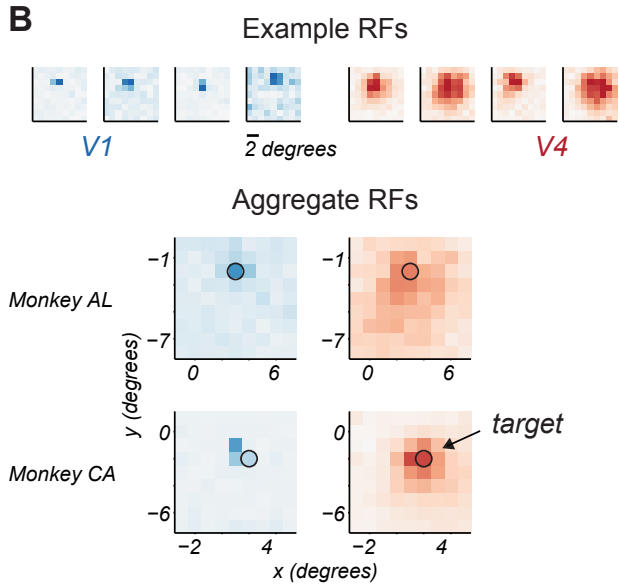 B
Example RFs
V1
2 degrees
V4
Aggregate RFs
Monkey AL
−1
−7
−1
−7
0 6
0 6
y (degrees)
Monkey CA
0
−6
0
−6
target
−2 4
−2 4
x (degrees)